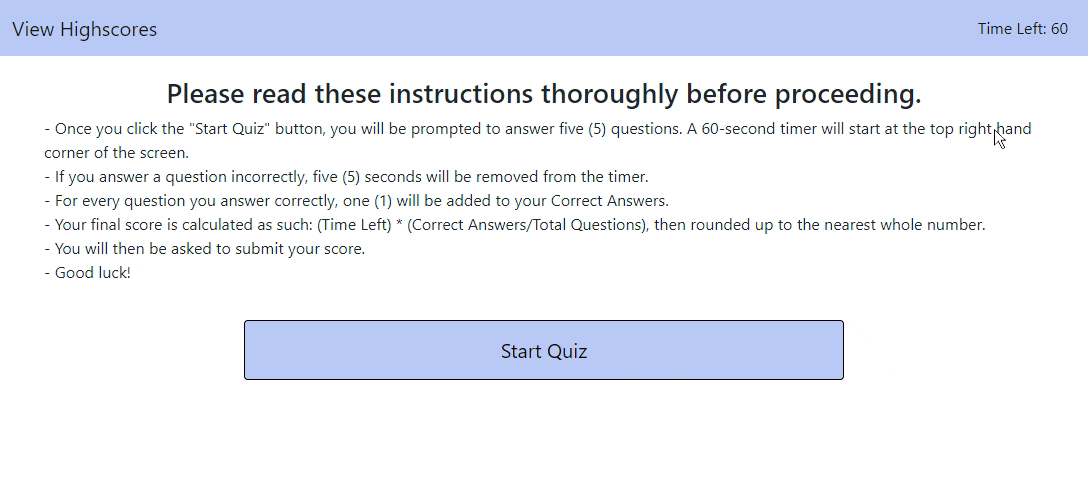 View Highscores
Time Left: 60
Please read these instructions thoroughly before proceeding.
- Once you click the "Start Quiz" button, you will be prompted to answer five (5) questions. A 60-second timer will start at the top right hand
corner of the screen.
- If you answer a question incorrectly, five (5) seconds will be removed from the timer.
- For every question you answer correctly, one (1) will be added to your Correct Answers.
- Your final score is calculated as such: (Time Left) * (Correct Answers/Total Questions), then rounded up to the nearest whole number.
- You will then be asked to submit your score.
- Good luck!
Start Quiz